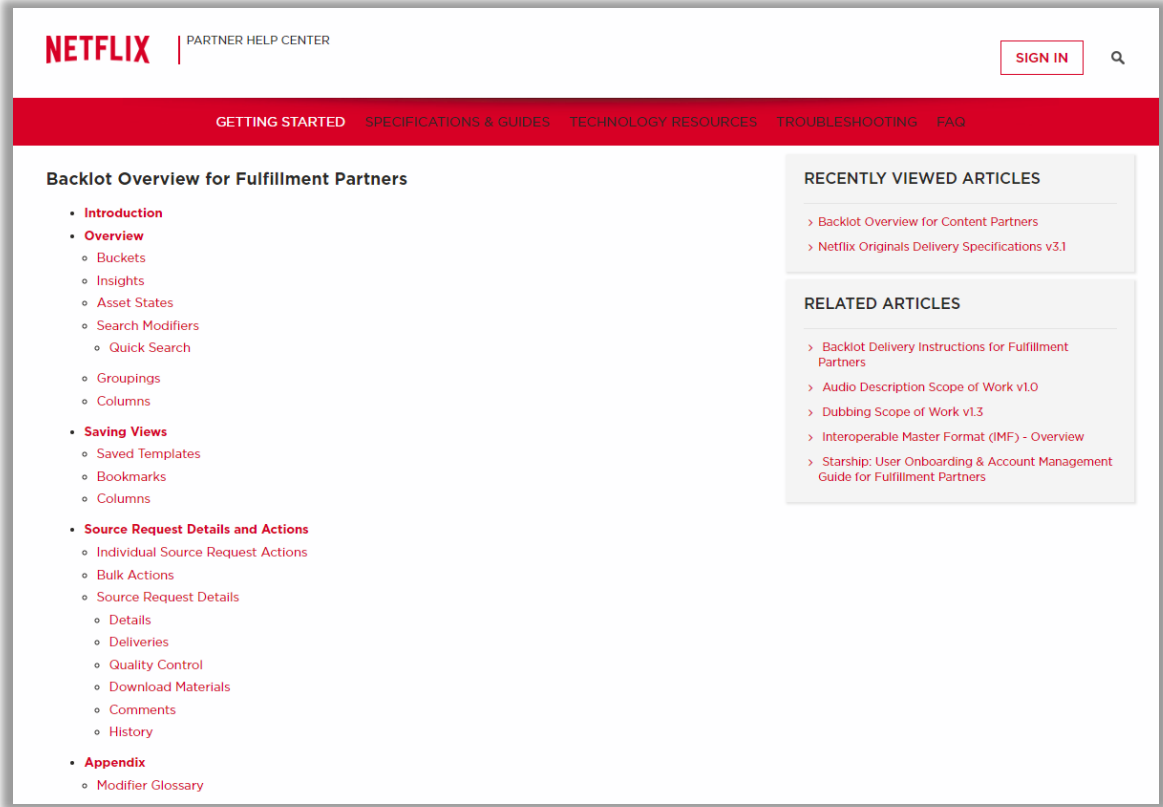 NETFLIX
PARTNER HELP CENTER
SIGN IN
GETTING STARTED SPECIFICATIONS & GUIDES TECHNOLOGY RESOURCES TROUBLESHOOTING FAQ
Backlot Overview for Fulfillment Partners
Introduction
Overview
Buckets
Insights
Asset States
Search Modifiers
Quick Search
Groupings
Columns
Saving Views
Saved Templates
Bookmarks
Columns
Source Request Details and Actions
Individual Source Request Actions
Bulk Actions
Source Request Details
Details
Deliveries
Quality Control
Download Materials
Comments
History
Appendix
Modifier Glossary
RECENTLY VIEWED ARTICLES
> Backlot Overview for Content Partners
> Netflix Originals Delivery Specifications v3.1
RELATED ARTICLES
> Backlot Delivery Instructions for Fulfillment
Partners
> Audio Description Scope of Work v1.0
> Dubbing Scope of Work v1.3
> Interoperable Master Format (IMF) - Overview
> Starship: User Onboarding & Account Management
Guide for Fulfillment Partners